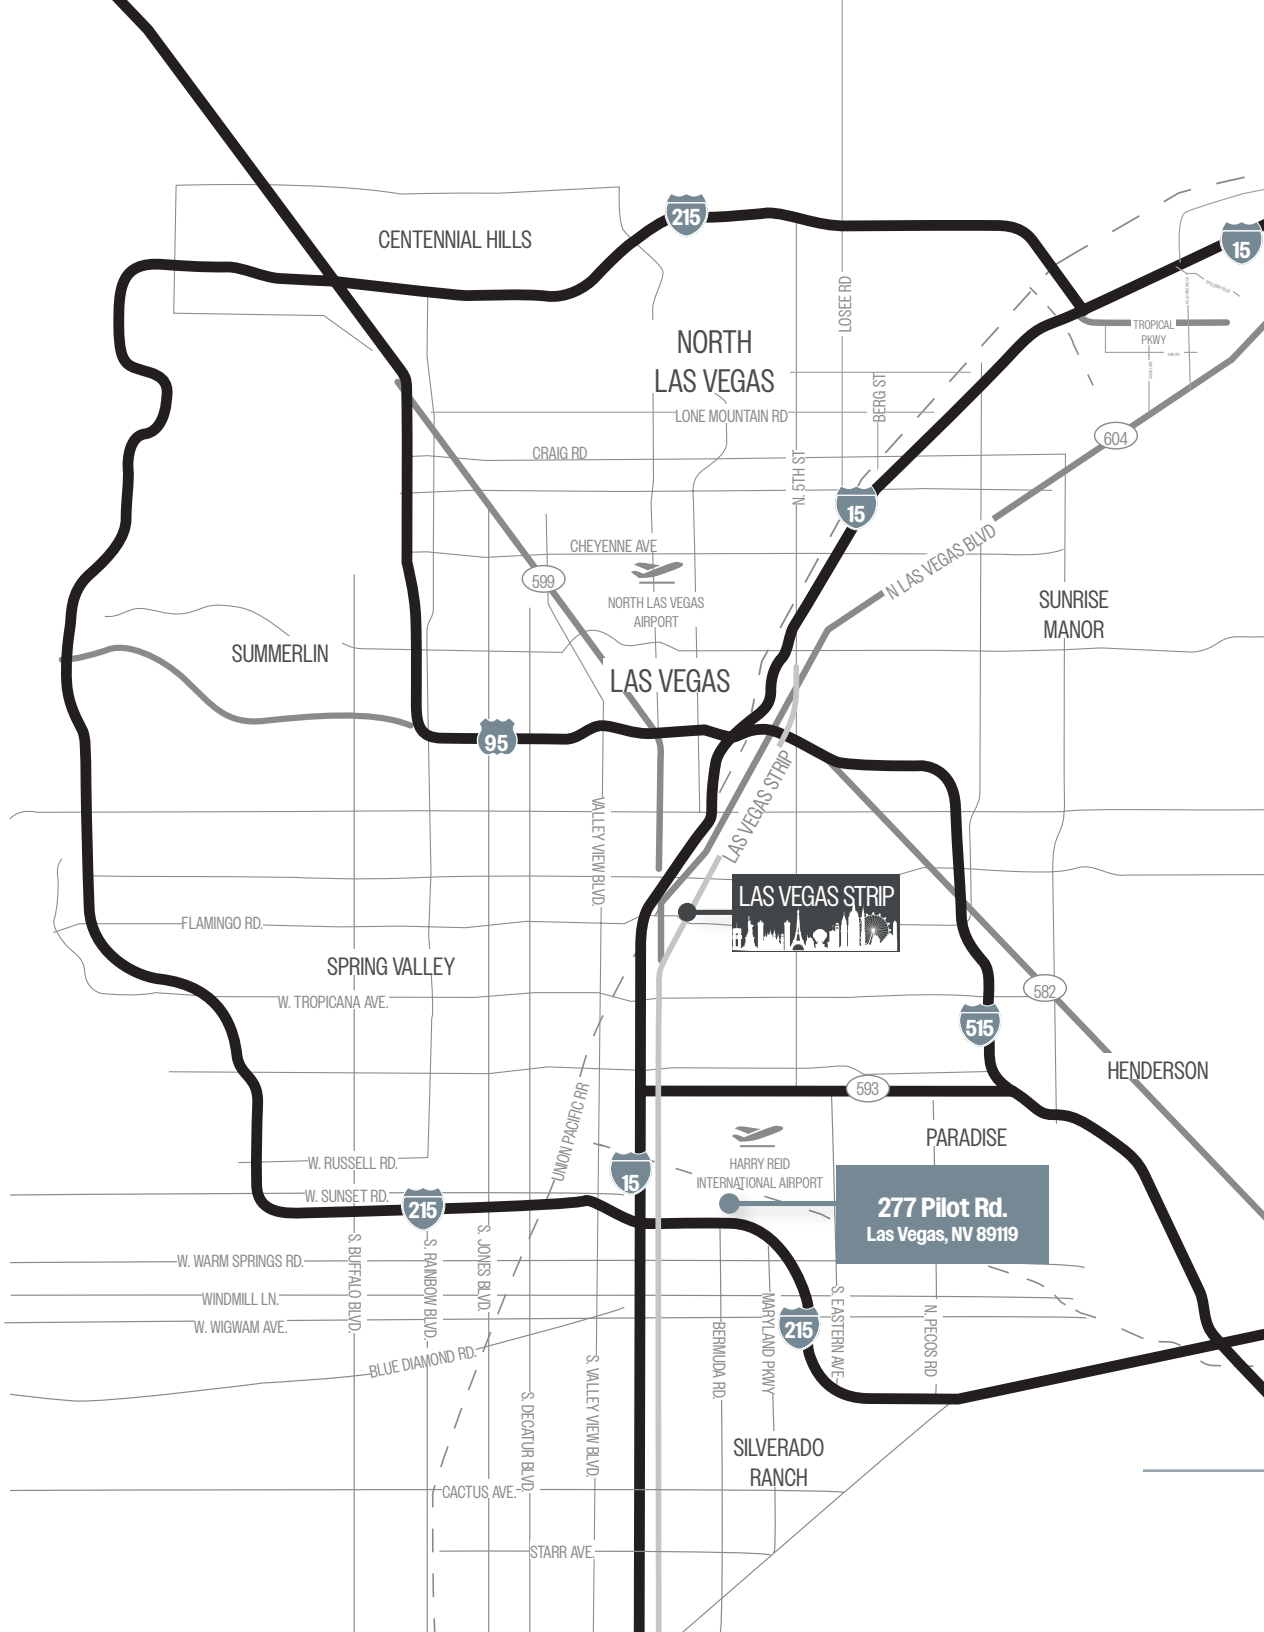 215
CENTENNIAL HILLS
15
LOSEE RD
TROPICAL
PKWY
NORTH
LAS VEGAS
BERG ST
LONE MOUNTAIN RD
604
CRAIG RD
N. 5TH ST
15
N LAS VEGAS BLVD
CHEYENNE AVE
599
NORTH LAS VEGAS
AIRPORT
SUNRISE
MANOR
SUMMERLIN
LAS VEGAS
95
LAS VEGAS STRIP
VALLEY VIEW BLVD.
LAS VEGAS STRIP
FLAMINGO RD.
SPRING VALLEY
W. TROPICANA AVE.
582
515
HENDERSON
593
UNION PACIFIC RR
PARADISE
W. RUSSELL RD.
15
HARRY REID
INTERNATIONAL AIRPORT
W. SUNSET RD.
215
277 Pilot Rd.
Las Vegas, NV 89119
S. BUFFALO BLVD.
S. RAINBOW BLVD.
S. JONES BLVD.
W. WARM SPRINGS RD.
WINDMILL LN.
W. WIGWAM AVE.
BLUE DIAMOND RD.
BERMUDA RD.
MARYLAND PKWY
215
S. EASTERN AVE.
N. PECOS RD
S. DECATUR BLVD.
S. VALLEY VIEW BLVD.
SILVERADO
RANCH
CACTUS AVE.
STARR AVE.